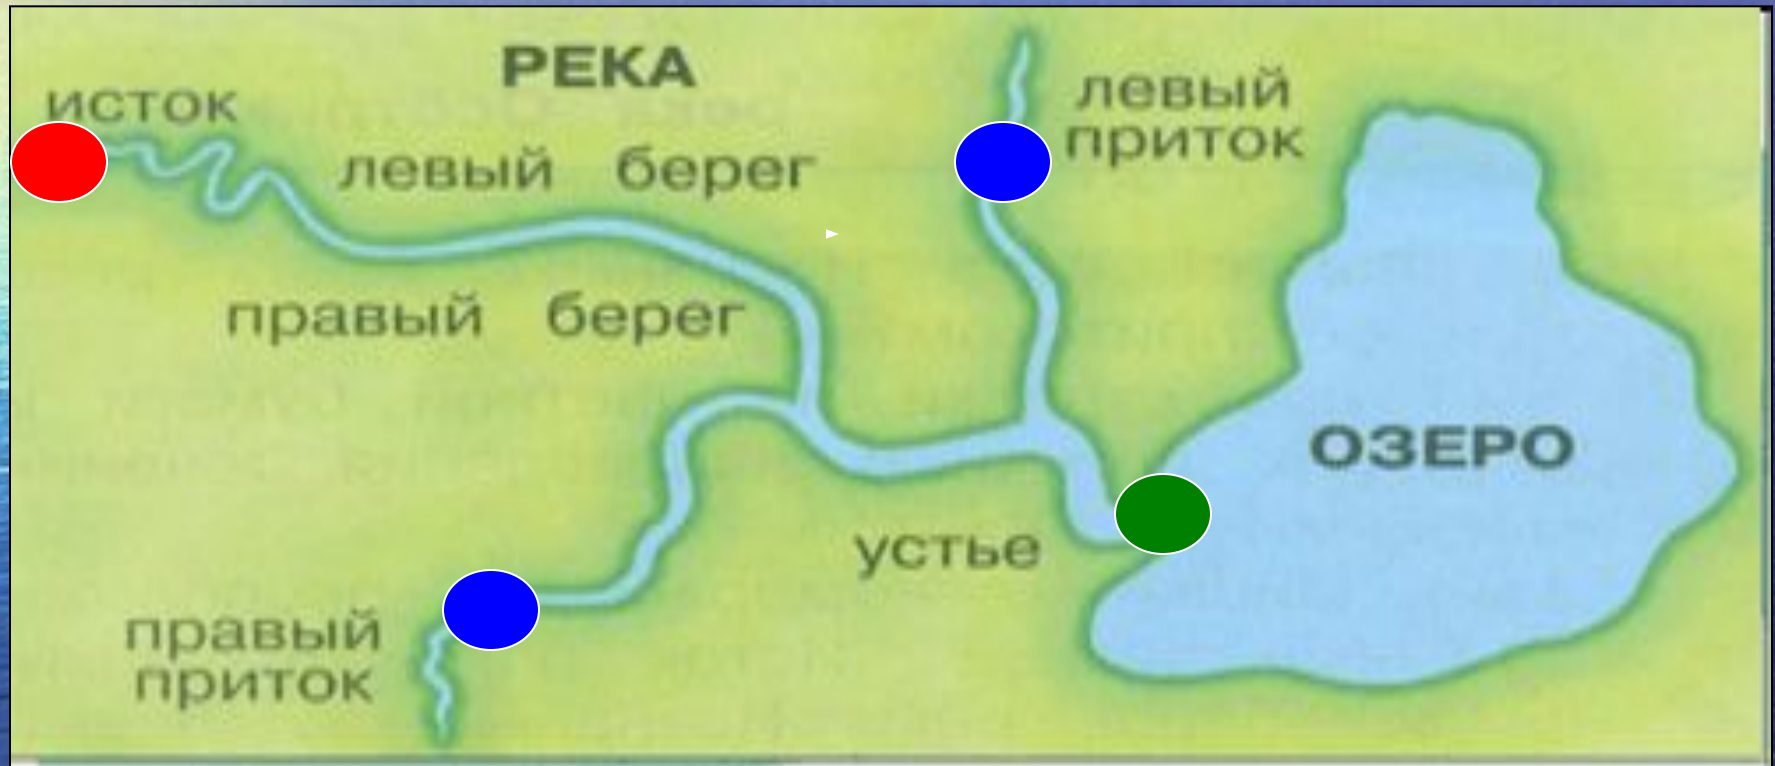 РЕКА
исток
левый берег
левый
приток
правый берег
ОЗЕРО
устье
правый
приток